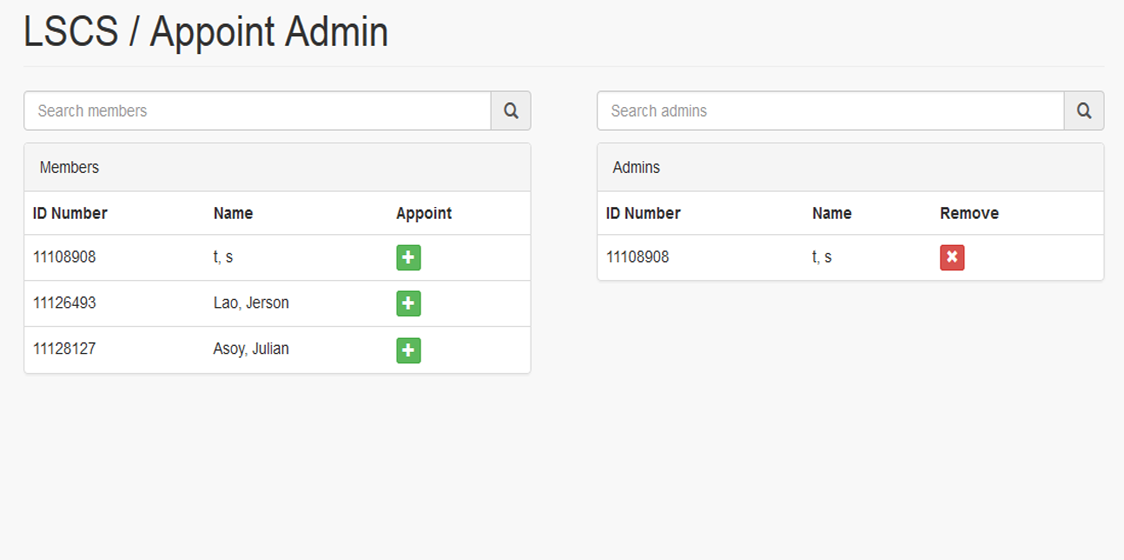 LSCS / Appoint Admin
Search members
Members
ID Number Name Appoint
11108908 t, s
11126493 Lao, Jerson
11128127 Asoy, Julian
Search admins
Admins
ID Number Name Remove
11108908 t, s